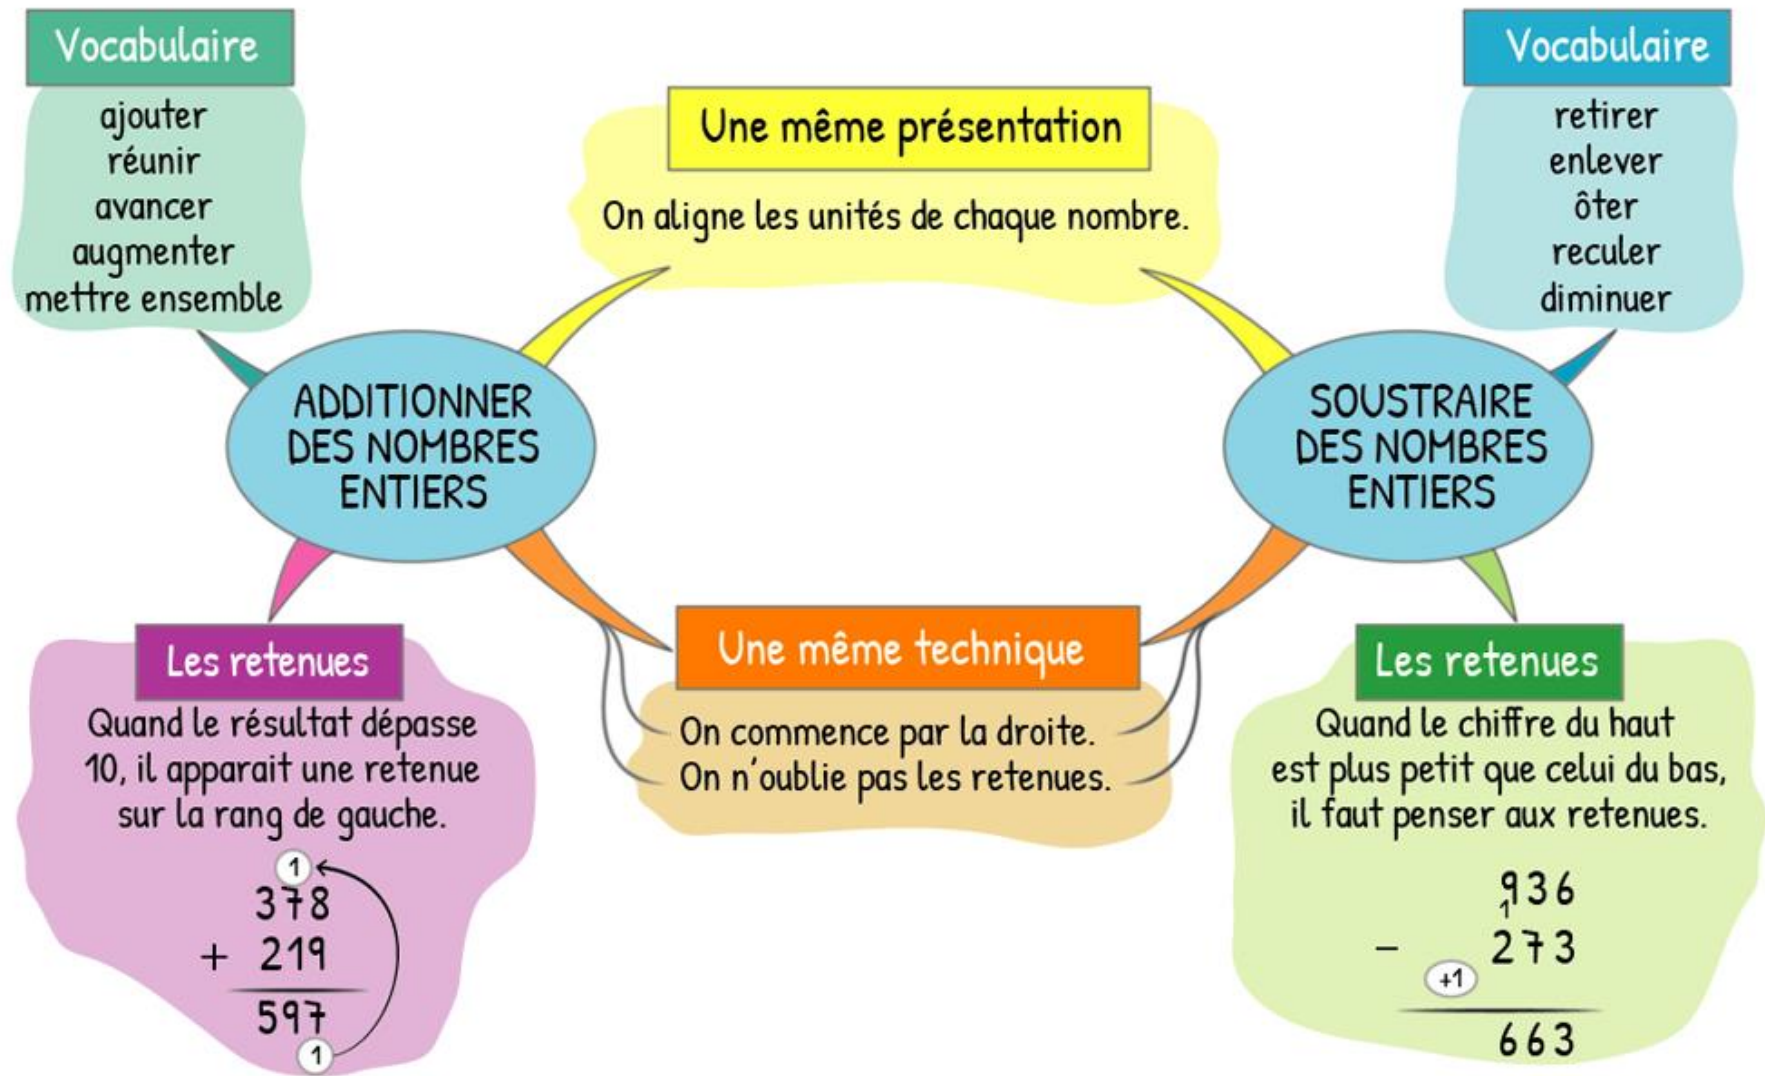 Vocabulaire
ajouter
réunir
avancer
augmenter
mettre ensemble
Une même présentation
On aligne les unités de chaque nombre.
Vocabulaire
retirer
enlever
ôter
reculer
diminuer
ADDITIONNER
DES NOMBRES
ENTIERS
SOUSTRAIRE
DES NOMBRES
ENTIERS
Les retenues
Quand le résultat dépasse
10, il apparait une retenue
sur la rang de gauche.
1
378
+ 219
597
1
Une même technique
On commence par la droite.
On n'oublie pas les retenues.
Les retenues
Quand le chiffre du haut
est plus petit que celui du bas,
il faut penser aux retenues.
936
1
- 273
+1
663